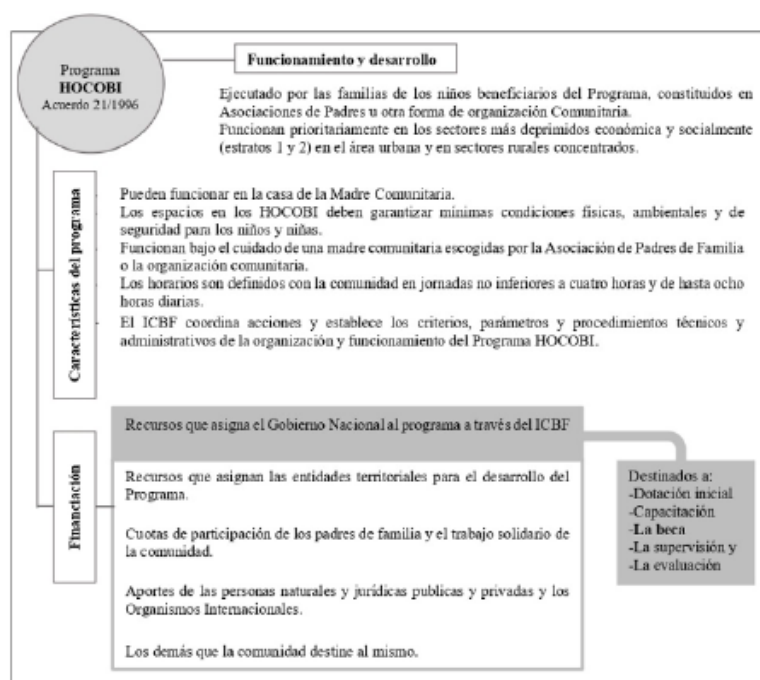 Programa
HOCOBI
Acuerdo 21/1996
Funcionamiento y desarrollo
Ejecutado por las familias de los niños beneficiarios del Programa, constituidos en
Asociaciones de Padres u otra forma de organización Comunitaria.
Funcionan prioritariamente en los sectores más deprimidos económica y socialmente
(estratos 1 y 2) en el área urbana y en sectores rurales concentrados.
Características del programa
Pueden funcionar en la casa de la Madre Comunitaria.
Los espacios en los HOCOBI deben garantizar mínimas condiciones físicas, ambientales y de
seguridad para los niños y niñas.
Funcionan bajo el cuidado de una madre comunitaria escogidas por la Asociación de Padres de Familia
o la organización comunitaria.
Los horarios son definidos con la comunidad en jornadas no inferiores a cuatro horas y de hasta ocho
horas diarias.
El ICBF coordina acciones y establece los criterios, parámetros y procedimientos técnicos y
administrativos de la organización y funcionamiento del Programa HOCOBI.
Financiación
Recursos que asigna el Gobierno Nacional al programa a través del ICBF
Recursos que asignan las entidades territoriales para el desarrollo del
Programa.
Cuotas de participación de los padres de familia y el trabajo solidario de
la comunidad.
Aportes de las personas naturales y jurídicas publicas y privadas y los
Organismos Internacionales.
Los demás que la comunidad destine al mismo.
Destinados a:
-Dotación inicial
-Capacitación
-La beca
-La supervisión y
-La evaluación